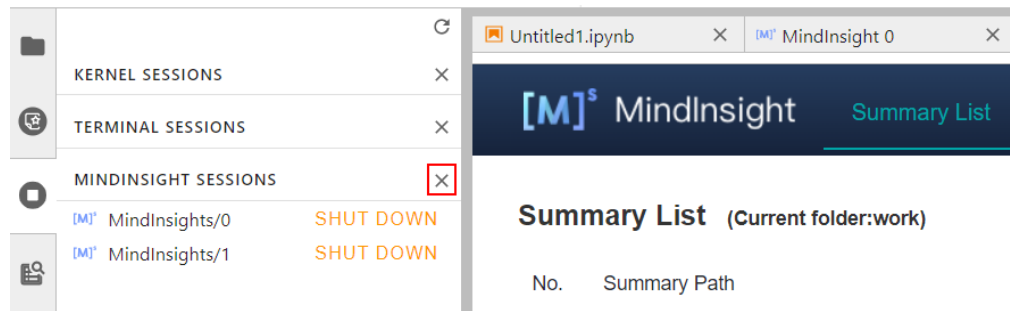 KERNEL SESSIONS
TERMINAL SESSIONS
MINDINSIGHT SESSIONS
[M]ˢ MindInsights/0 SHUT DOWN
[M]ˢ MindInsights/1 SHUT DOWN
Untitled1.ipynb
[M]ˢ MindInsight 0
[M]ˢ MindInsight
Summary List
Summary List (Current folder:work)
No. Summary Path